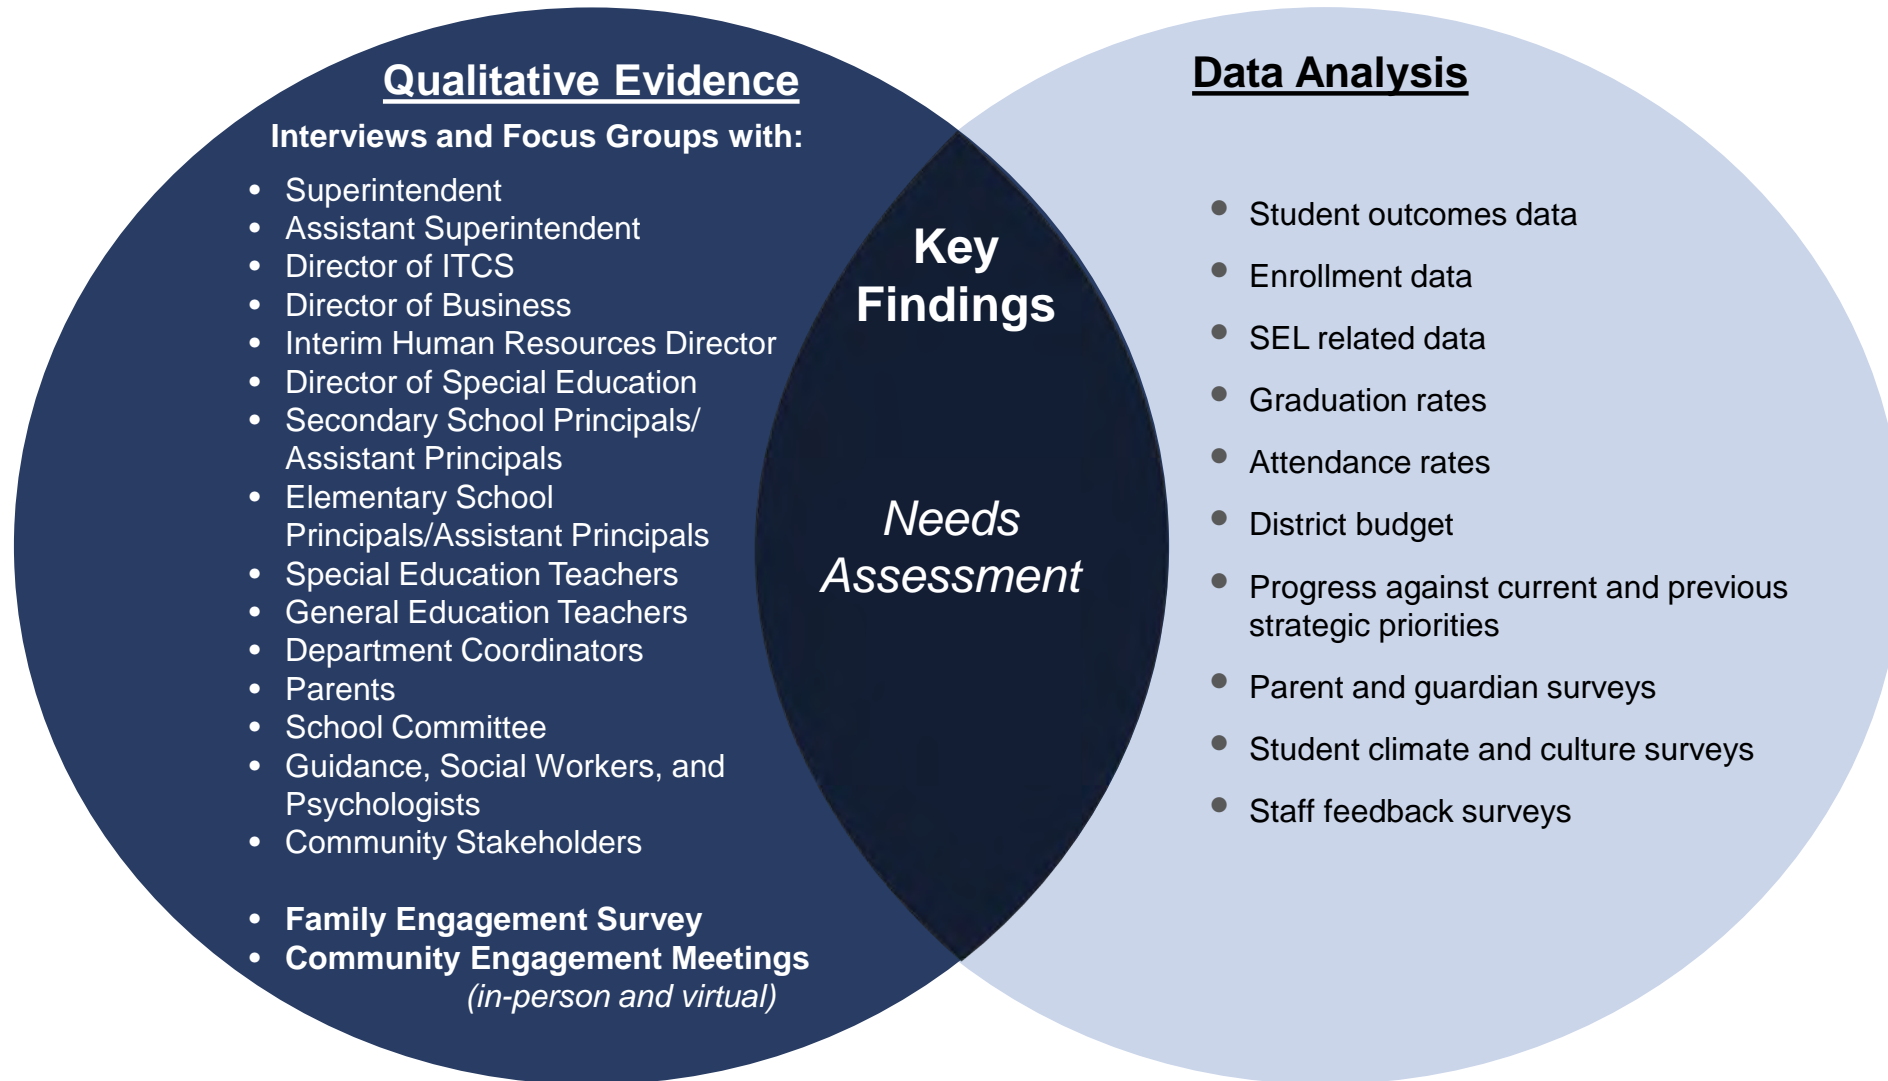 Qualitative Evidence
Interviews and Focus Groups with:
• Superintendent
• Assistant Superintendent
• Director of ITCS
• Director of Business
• Interim Human Resources Director
• Director of Special Education
• Secondary School Principals/
Assistant Principals
• Elementary School
Principals/Assistant Principals
• Special Education Teachers
• General Education Teachers
• Department Coordinators
• Parents
• School Committee
• Guidance, Social Workers, and
Psychologists
• Community Stakeholders
• Family Engagement Survey
• Community Engagement Meetings
(in-person and virtual)
Key
Findings
Needs
Assessment
Data Analysis
• Student outcomes data
• Enrollment data
• SEL related data
• Graduation rates
• Attendance rates
• District budget
• Progress against current and previous
strategic priorities
• Parent and guardian surveys
• Student climate and culture surveys
• Staff feedback surveys